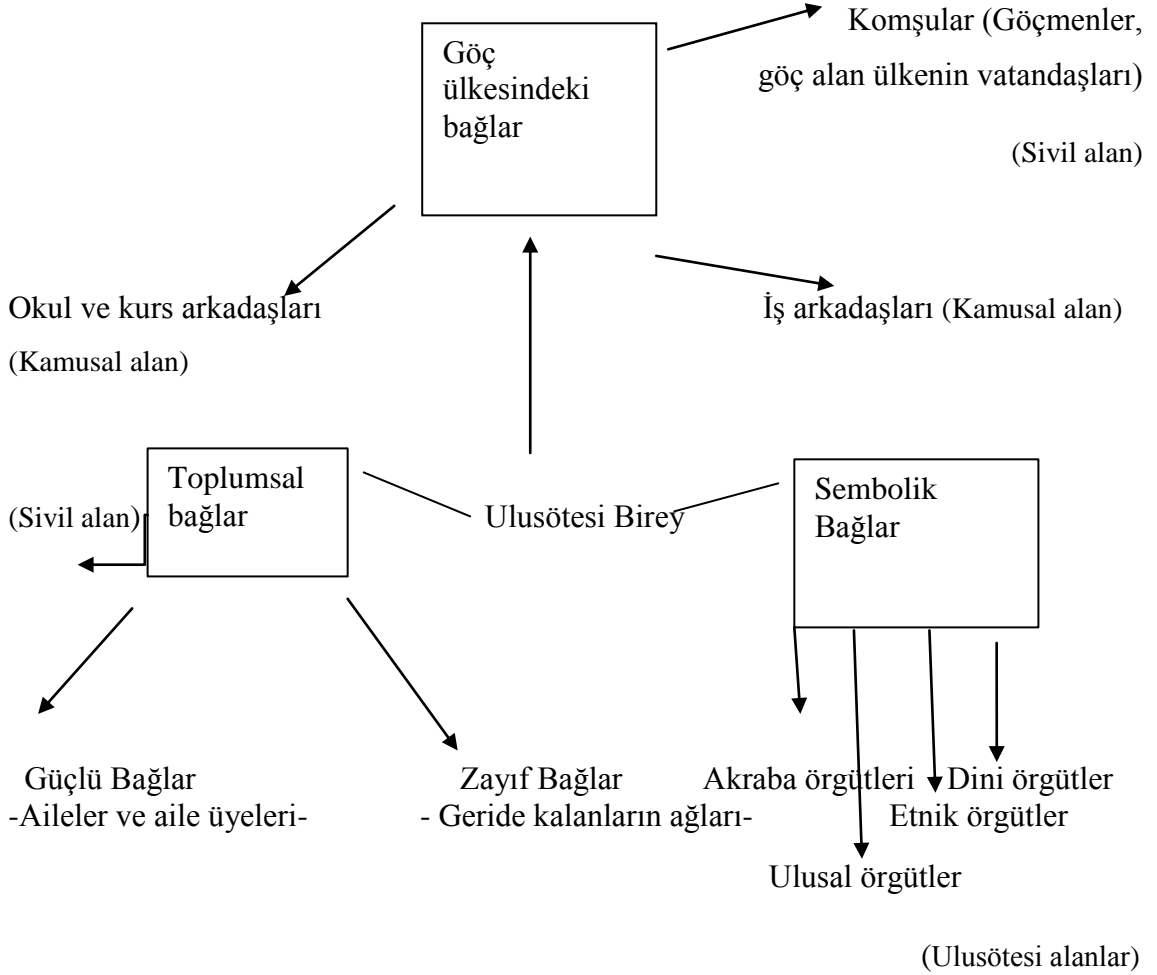 Göç
ülkesindeki
bağlar
Komşular (Göçmenler,
göç alan ülkenin vatandaşları)
(Sivil alan)
Okul ve kurs arkadaşları
(Kamusal alan)
İş arkadaşları (Kamusal alan)
Toplumsal
bağlar
(Sivil alan)
Ulusötesi Birey
Sembolik
Bağlar
Güçlü Bağlar
-Aileler ve aile üyeleri-
Zayıf Bağlar
- Geride kalanların ağları-
Akraba örgütleri
Dini örgütler
Etnik örgütler
Ulusal örgütler
(Ulusötesi alanlar)